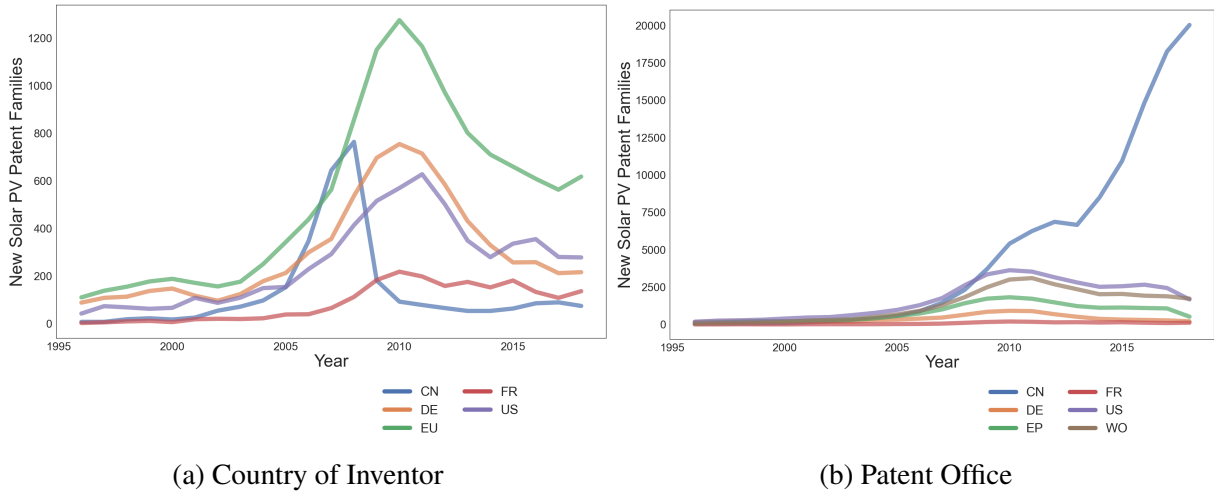 New Solar PV Patent Families
1200
1000
800
600
400
200
0
1995
2000
2005
2010
2015
Year
CN
FR
DE
US
EU
(a) Country of Inventor
New Solar PV Patent Families
20000
17500
15000
12500
10000
7500
5000
2500
0
1995
2000
2005
2010
2015
Year
CN
FR
DE
US
EP
WO
(b) Patent Office